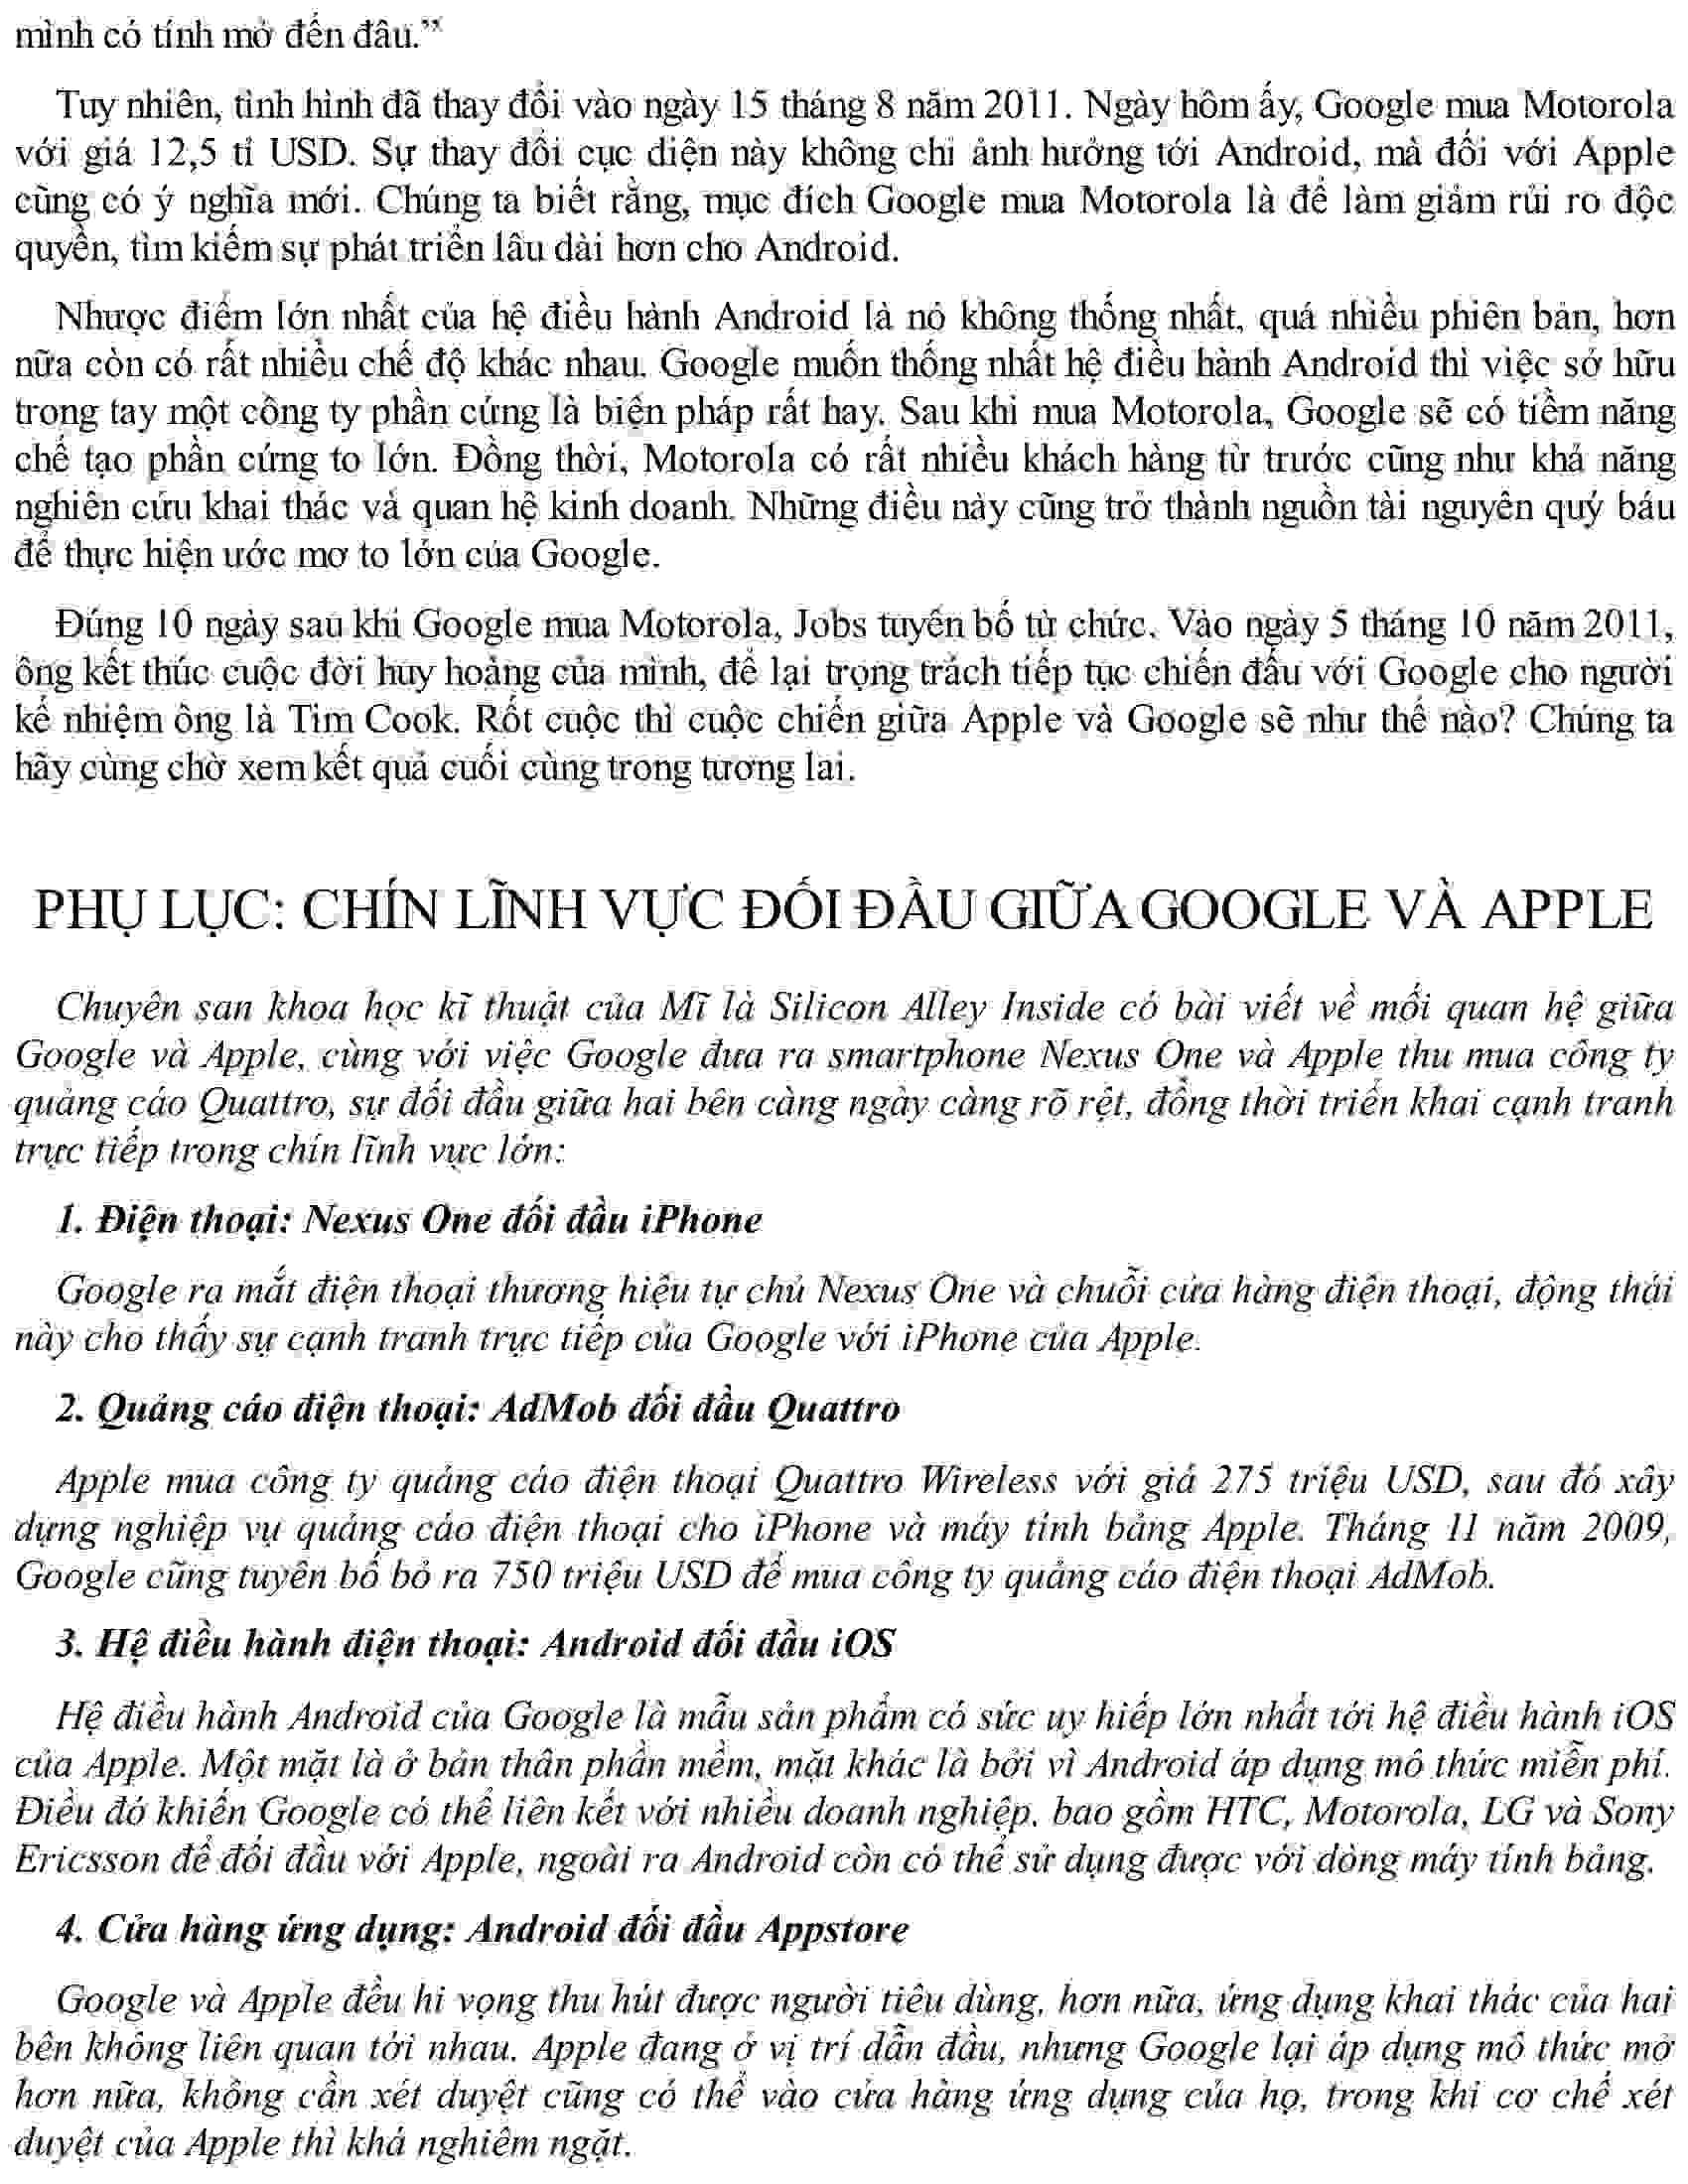 mình có tính mở đến đâu.”
Tuy nhiên, tình hình đã thay đổi vào ngày 15 tháng 8 năm 2011. Ngày hôm ấy, Google mua Motorola
với giá 12,5 tỉ USD. Sự thay đổi cục diện này không chỉ ảnh hưởng tới Android, mà đối với Apple
cũng có ý nghĩa mới. Chúng ta biết rằng, mục đích Google mua Motorola là để làm giảm rủi ro độc
quyền, tìm kiếm sự phát triển lâu dài hơn cho Android.
Nhược điểm lớn nhất của hệ điều hành Android là nó không thống nhất, quá nhiều phiên bản, hơn
nữa còn có rất nhiều chế độ khác nhau. Google muốn thống nhất hệ điều hành Android thì việc sở hữu
trong tay một công ty phần cứng là biện pháp rất hay. Sau khi mua Motorola, Google sẽ có tiềm năng
chế tạo phần cứng to lớn. Đồng thời, Motorola có rất nhiều khách hàng từ trước cũng như khả năng
nghiên cứu khai thác và quan hệ kinh doanh. Những điều này cũng trở thành nguồn tài nguyên quý báu
để thực hiện ước mơ to lớn của Google.
Đúng 10 ngày sau khi Google mua Motorola, Jobs tuyên bố từ chức. Vào ngày 5 tháng 10 năm 2011,
ông kết thúc cuộc đời huy hoàng của mình, để lại trọng trách tiếp tục chiến đấu với Google cho người
kế nhiệm ông là Tim Cook. Rốt cuộc thì cuộc chiến giữa Apple và Google sẽ như thế nào? Chúng ta
hãy cùng chờ xem kết quả cuối cùng trong tương lai.
PHỤ LỤC: CHÍN LĨNH VỰC ĐỐI ĐẦU GIỮA GOOGLE VÀ APPLE
Chuyên san khoa học kĩ thuật của Mĩ là Silicon Alley Inside có bài viết về mối quan hệ giữa
Google và Apple, cùng với việc Google đưa ra smartphone Nexus One và Apple thu mua công ty
quảng cáo Quattro, sự đối đầu giữa hai bên càng ngày càng rõ rệt, đồng thời triển khai cạnh tranh
trực tiếp trong chín lĩnh vực lớn:
1. Điện thoại: Nexus One đối đầu iPhone
Google ra mắt điện thoại thương hiệu tự chủ Nexus One và chuỗi cửa hàng điện thoại, động thái
này cho thấy sự cạnh tranh trực tiếp của Google với iPhone của Apple.
2. Quảng cáo điện thoại: AdMob đối đầu Quattro
Apple mua công ty quảng cáo điện thoại Quattro Wireless với giá 275 triệu USD, sau đó xây
dựng nghiệp vụ quảng cáo điện thoại cho iPhone và máy tính bảng Apple. Tháng 11 năm 2009,
Google cũng tuyên bố bỏ ra 750 triệu USD để mua công ty quảng cáo điện thoại AdMob.
3. Hệ điều hành điện thoại: Android đối đầu iOS
Hệ điều hành Android của Google là mẫu sản phẩm có sức uy hiếp lớn nhất tới hệ điều hành iOS
của Apple. Một mặt là ở bản thân phần mềm, mặt khác là bởi vì Android áp dụng mô thức miễn phí.
Điều đó khiến Google có thể liên kết với nhiều doanh nghiệp, bao gồm HTC, Motorola, LG và Sony
Ericsson để đối đầu với Apple, ngoài ra Android còn có thể sử dụng được với dòng máy tính bảng.
4. Cửa hàng ứng dụng: Android đối đầu Appstore
Google và Apple đều hi vọng thu hút được người tiêu dùng, hơn nữa, ứng dụng khai thác của hai
bên không liên quan tới nhau. Apple đang ở vị trí dẫn đầu, nhưng Google lại áp dụng mô thức mở
hơn nữa, không cần xét duyệt cũng có thể vào cửa hàng ứng dụng của họ, trong khi cơ chế xét
duyệt của Apple thì khá nghiêm ngặt.